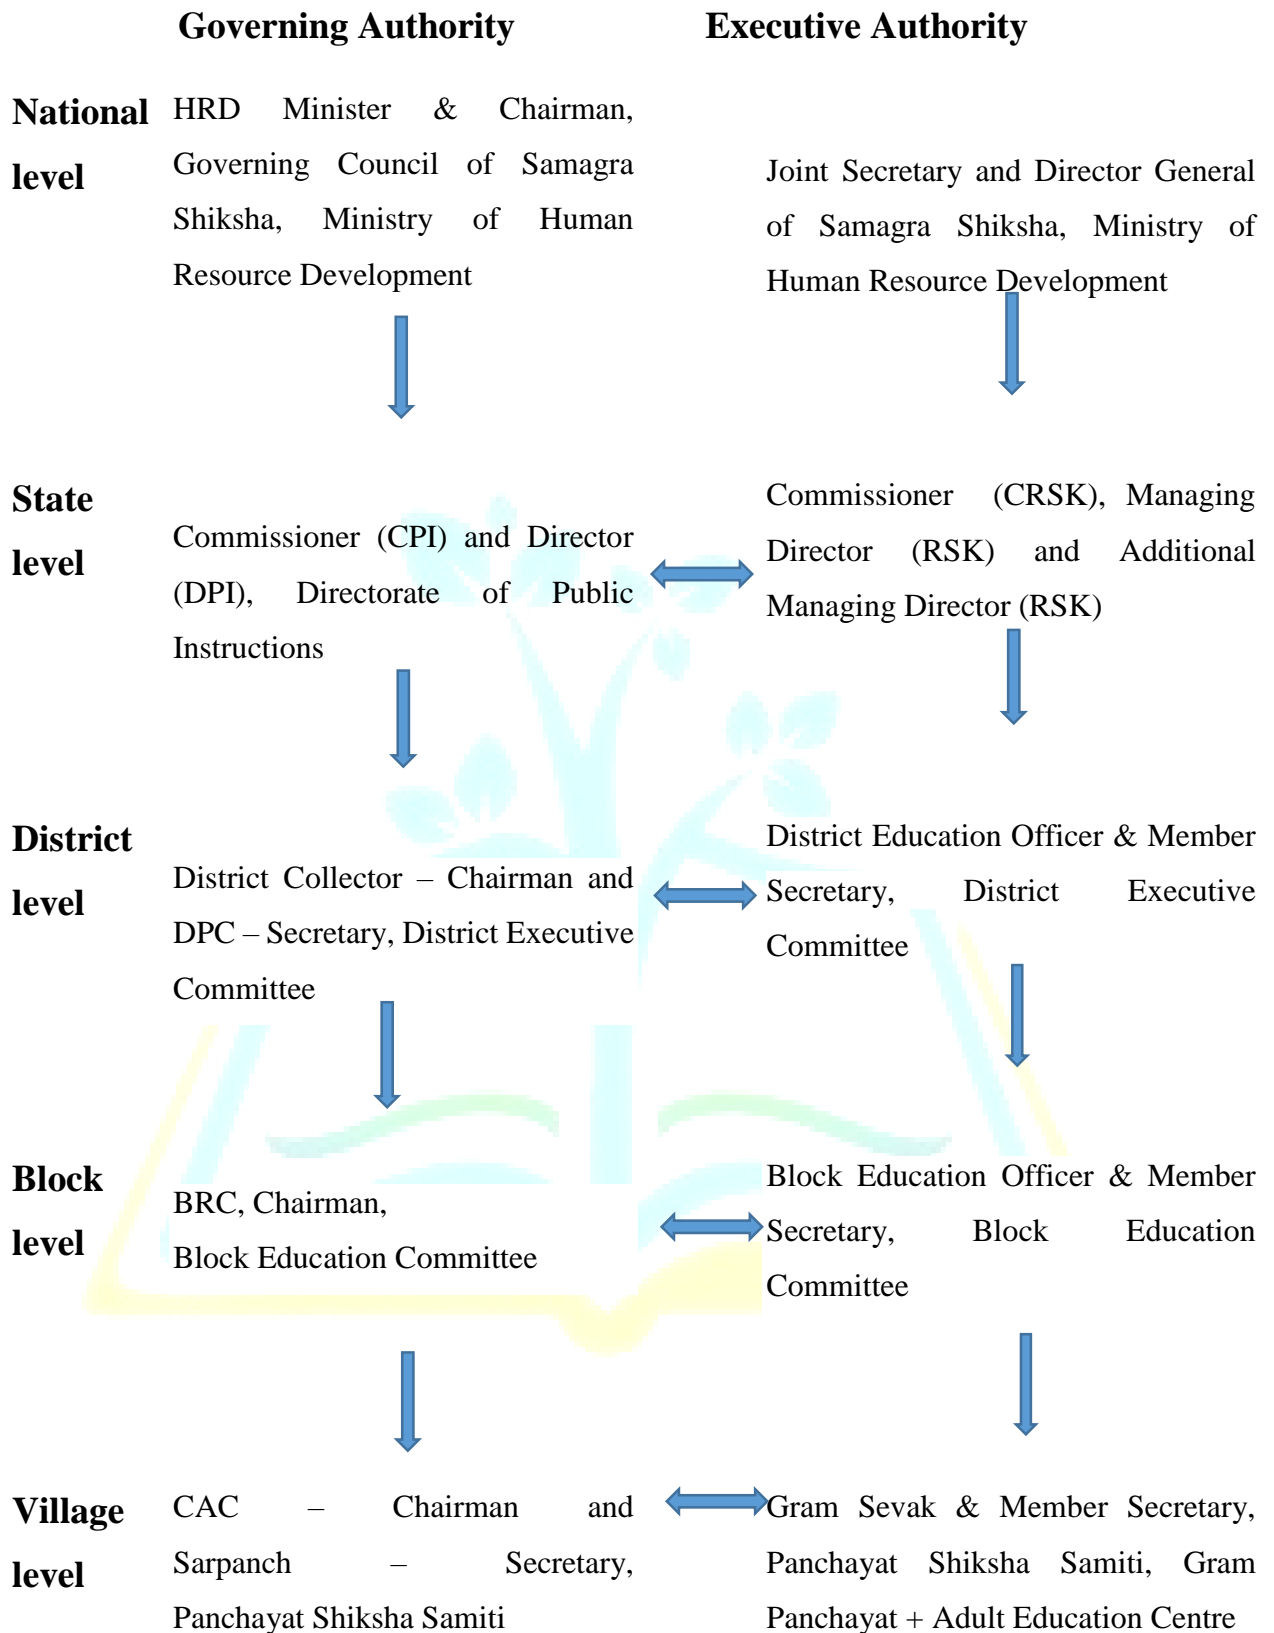 Governing Authority
Executive Authority
National
level
HRD Minister & Chairman,
Governing Council of Samagra
Shiksha, Ministry of Human
Resource Development
Joint Secretary and Director General
of Samagra Shiksha, Ministry of
Human Resource Development
State
level
Commissioner (CPI) and Director
(DPI), Directorate of Public
Instructions
Commissioner (CRSK), Managing
Director (RSK) and Additional
Managing Director (RSK)
District
level
District Collector – Chairman and
DPC – Secretary, District Executive
Committee
District Education Officer & Member
Secretary, District Executive
Committee
Block
level
BRC, Chairman,
Block Education Committee
Block Education Officer & Member
Secretary, Block Education
Committee
Village
level
CAC – Chairman and
Sarpanch – Secretary,
Panchayat Shiksha Samiti
Gram Sevak & Member Secretary,
Panchayat Shiksha Samiti, Gram
Panchayat + Adult Education Centre